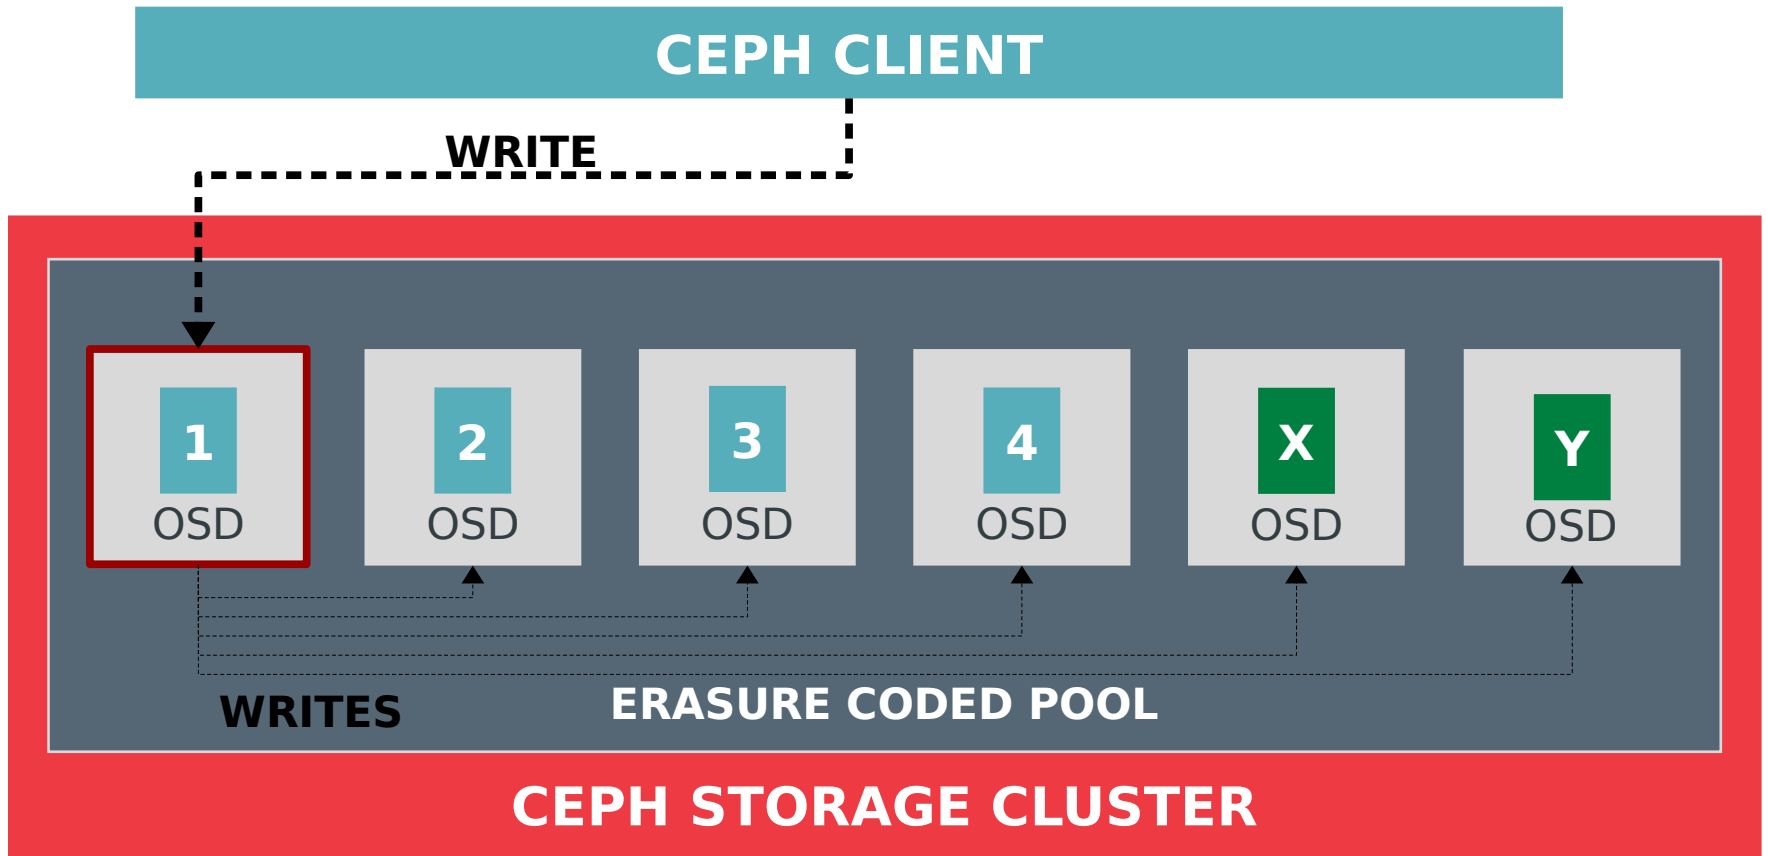 CEPH CLIENT
WRITE
1
OSD
2
OSD
3
OSD
4
OSD
X
OSD
Y
OSD
WRITES
ERASURE CODED POOL
CEPH STORAGE CLUSTER